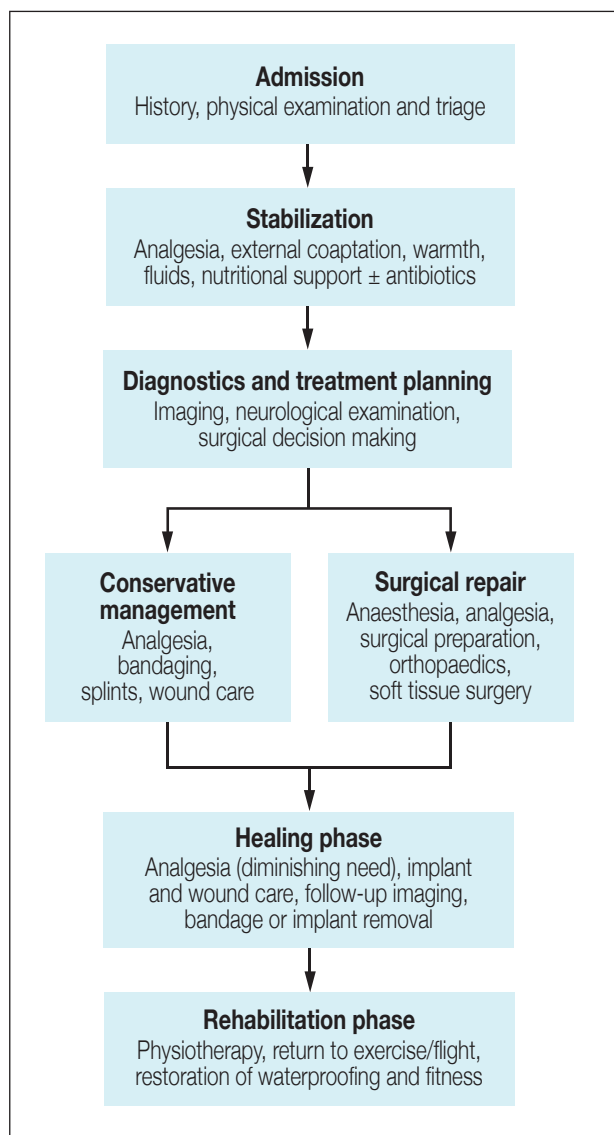 Admission
History, physical examination and triage
Stabilization
Analgesia, external coaptation, warmth,
fluids, nutritional support ± antibiotics
Diagnostics and treatment planning
Imaging, neurological examination,
surgical decision making
Conservative
management
Analgesia,
bandaging,
splints, wound care
Surgical repair
Anaesthesia, analgesia,
surgical preparation,
orthopaedics,
soft tissue surgery
Healing phase
Analgesia (diminishing need), implant
and wound care, follow-up imaging,
bandage or implant removal
Rehabilitation phase
Physiotherapy, return to exercise/flight,
restoration of waterproofing and fitness